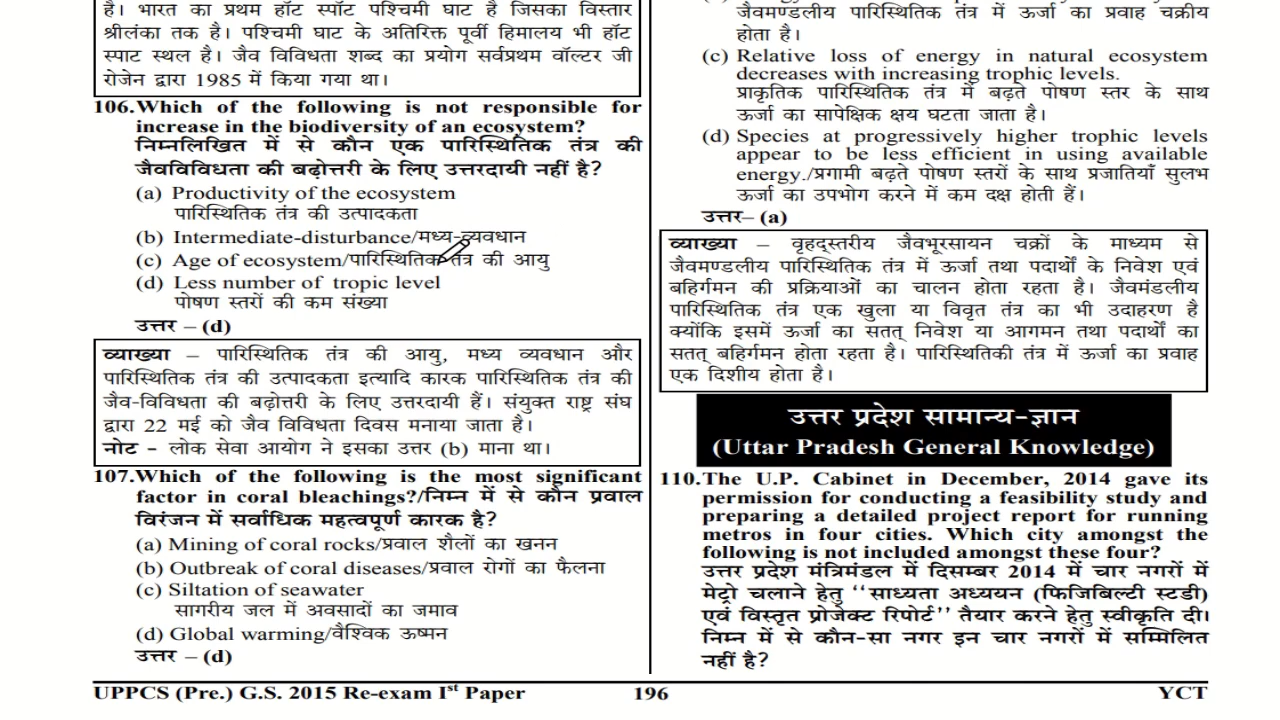 है। भारत का प्रथम हॉट स्पॉट पश्चिमी घाट है जिसका विस्तार
श्रीलंका तक है। पश्चिमी घाट के अतिरिक्त पूर्वी हिमालय भी हॉट
स्पाट स्थल है। जैव विविधता शब्द का प्रयोग सर्वप्रथम वॉल्टर जी
रोजेन द्वारा 1985 में किया गया था।
106.Which of the following is not responsible for
increase in the biodiversity of an ecosystem?
निम्नलिखित में से कौन एक पारिस्थितिक तंत्र की
जैवविविधता की बढ़ोत्तरी के लिए उत्तरदायी नहीं है?
(a) Productivity of the ecosystem
पारिस्थितिक तंत्र की उत्पादकता
(b) Intermediate-disturbance/मध्य-व्यवधान
(c) Age of ecosystem/पारिस्थितिक तंत्र की आयु
(d) Less number of tropic level
पोषण स्तरों की कम संख्या
उत्तर – (d)
व्याख्या – पारिस्थितिक तंत्र की आयु, मध्य व्यवधान और
पारिस्थितिक तंत्र की उत्पादकता इत्यादि कारक पारिस्थितिक तंत्र की
जैव-विविधता की बढ़ोत्तरी के लिए उत्तरदायी हैं। संयुक्त राष्ट्र संघ
द्वारा 22 मई को जैव विविधता दिवस मनाया जाता है।
नोट - लोक सेवा आयोग ने इसका उत्तर (b) माना था।
107.Which of the following is the most significant
factor in coral bleachings?/निम्न में से कौन प्रवाल
विरंजन में सर्वाधिक महत्वपूर्ण कारक है?
(a) Mining of coral rocks/प्रवाल शैलों का खनन
(b) Outbreak of coral diseases/प्रवाल रोगों का फैलना
(c) Siltation of seawater
सागरीय जल में अवसादों का जमाव
(d) Global warming/वैश्विक ऊष्मन
उत्तर – (d)
जैवमण्डलीय पारिस्थितिक तंत्र में ऊर्जा का प्रवाह चक्रीय
होता है।
(c) Relative loss of energy in natural ecosystem
decreases with increasing trophic levels.
प्राकृतिक पारिस्थितिक तंत्र में बढ़ते पोषण स्तर के साथ
ऊर्जा का सापेक्षिक क्षय घटता जाता है।
(d) Species at progressively higher trophic levels
appear to be less efficient in using available
energy./प्रगामी बढ़ते पोषण स्तरों के साथ प्रजातियाँ सुलभ
ऊर्जा का उपभोग करने में कम दक्ष होती हैं।
उत्तर– (a)
व्याख्या – वृहद्स्तरीय जैवभूरसायन चक्रों के माध्यम से
जैवमण्डलीय पारिस्थितिक तंत्र में ऊर्जा तथा पदार्थों के निवेश एवं
बहिर्गमन की प्रक्रियाओं का चालन होता रहता है। जैवमंडलीय
पारिस्थितिक तंत्र एक खुला या विवृत तंत्र का भी उदाहरण है
क्योंकि इसमें ऊर्जा का सतत् निवेश या आगमन तथा पदार्थों का
सतत् बहिर्गमन होता रहता है। पारिस्थितिकी तंत्र में ऊर्जा का प्रवाह
एक दिशीय होता है।
उत्तर प्रदेश सामान्य-ज्ञान
(Uttar Pradesh General Knowledge)
110.The U.P. Cabinet in December, 2014 gave its
permission for conducting a feasibility study and
preparing a detailed project report for running
metros in four cities. Which city amongst the
following is not included amongst these four?
उत्तर प्रदेश मंत्रिमंडल में दिसम्बर 2014 में चार नगरों में
मेट्रो चलाने हेतु ''साध्यता अध्ययन (फिजिबिल्टी स्टडी)
एवं विस्तृत प्रोजेक्ट रिपोर्ट'' तैयार करने हेतु स्वीकृति दी।
निम्न में से कौन-सा नगर इन चार नगरों में सम्मिलित
नहीं है?
UPPCS (Pre.) G.S. 2015 Re-exam Iˢᵗ Paper 196 YCT